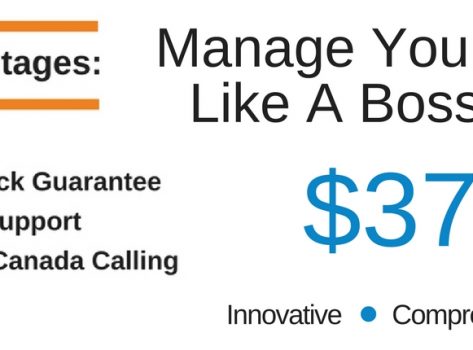 tages:
ck Guarantee
upport
Canada Calling
Manage You
Like A Boss
$37
Innovative • Compre